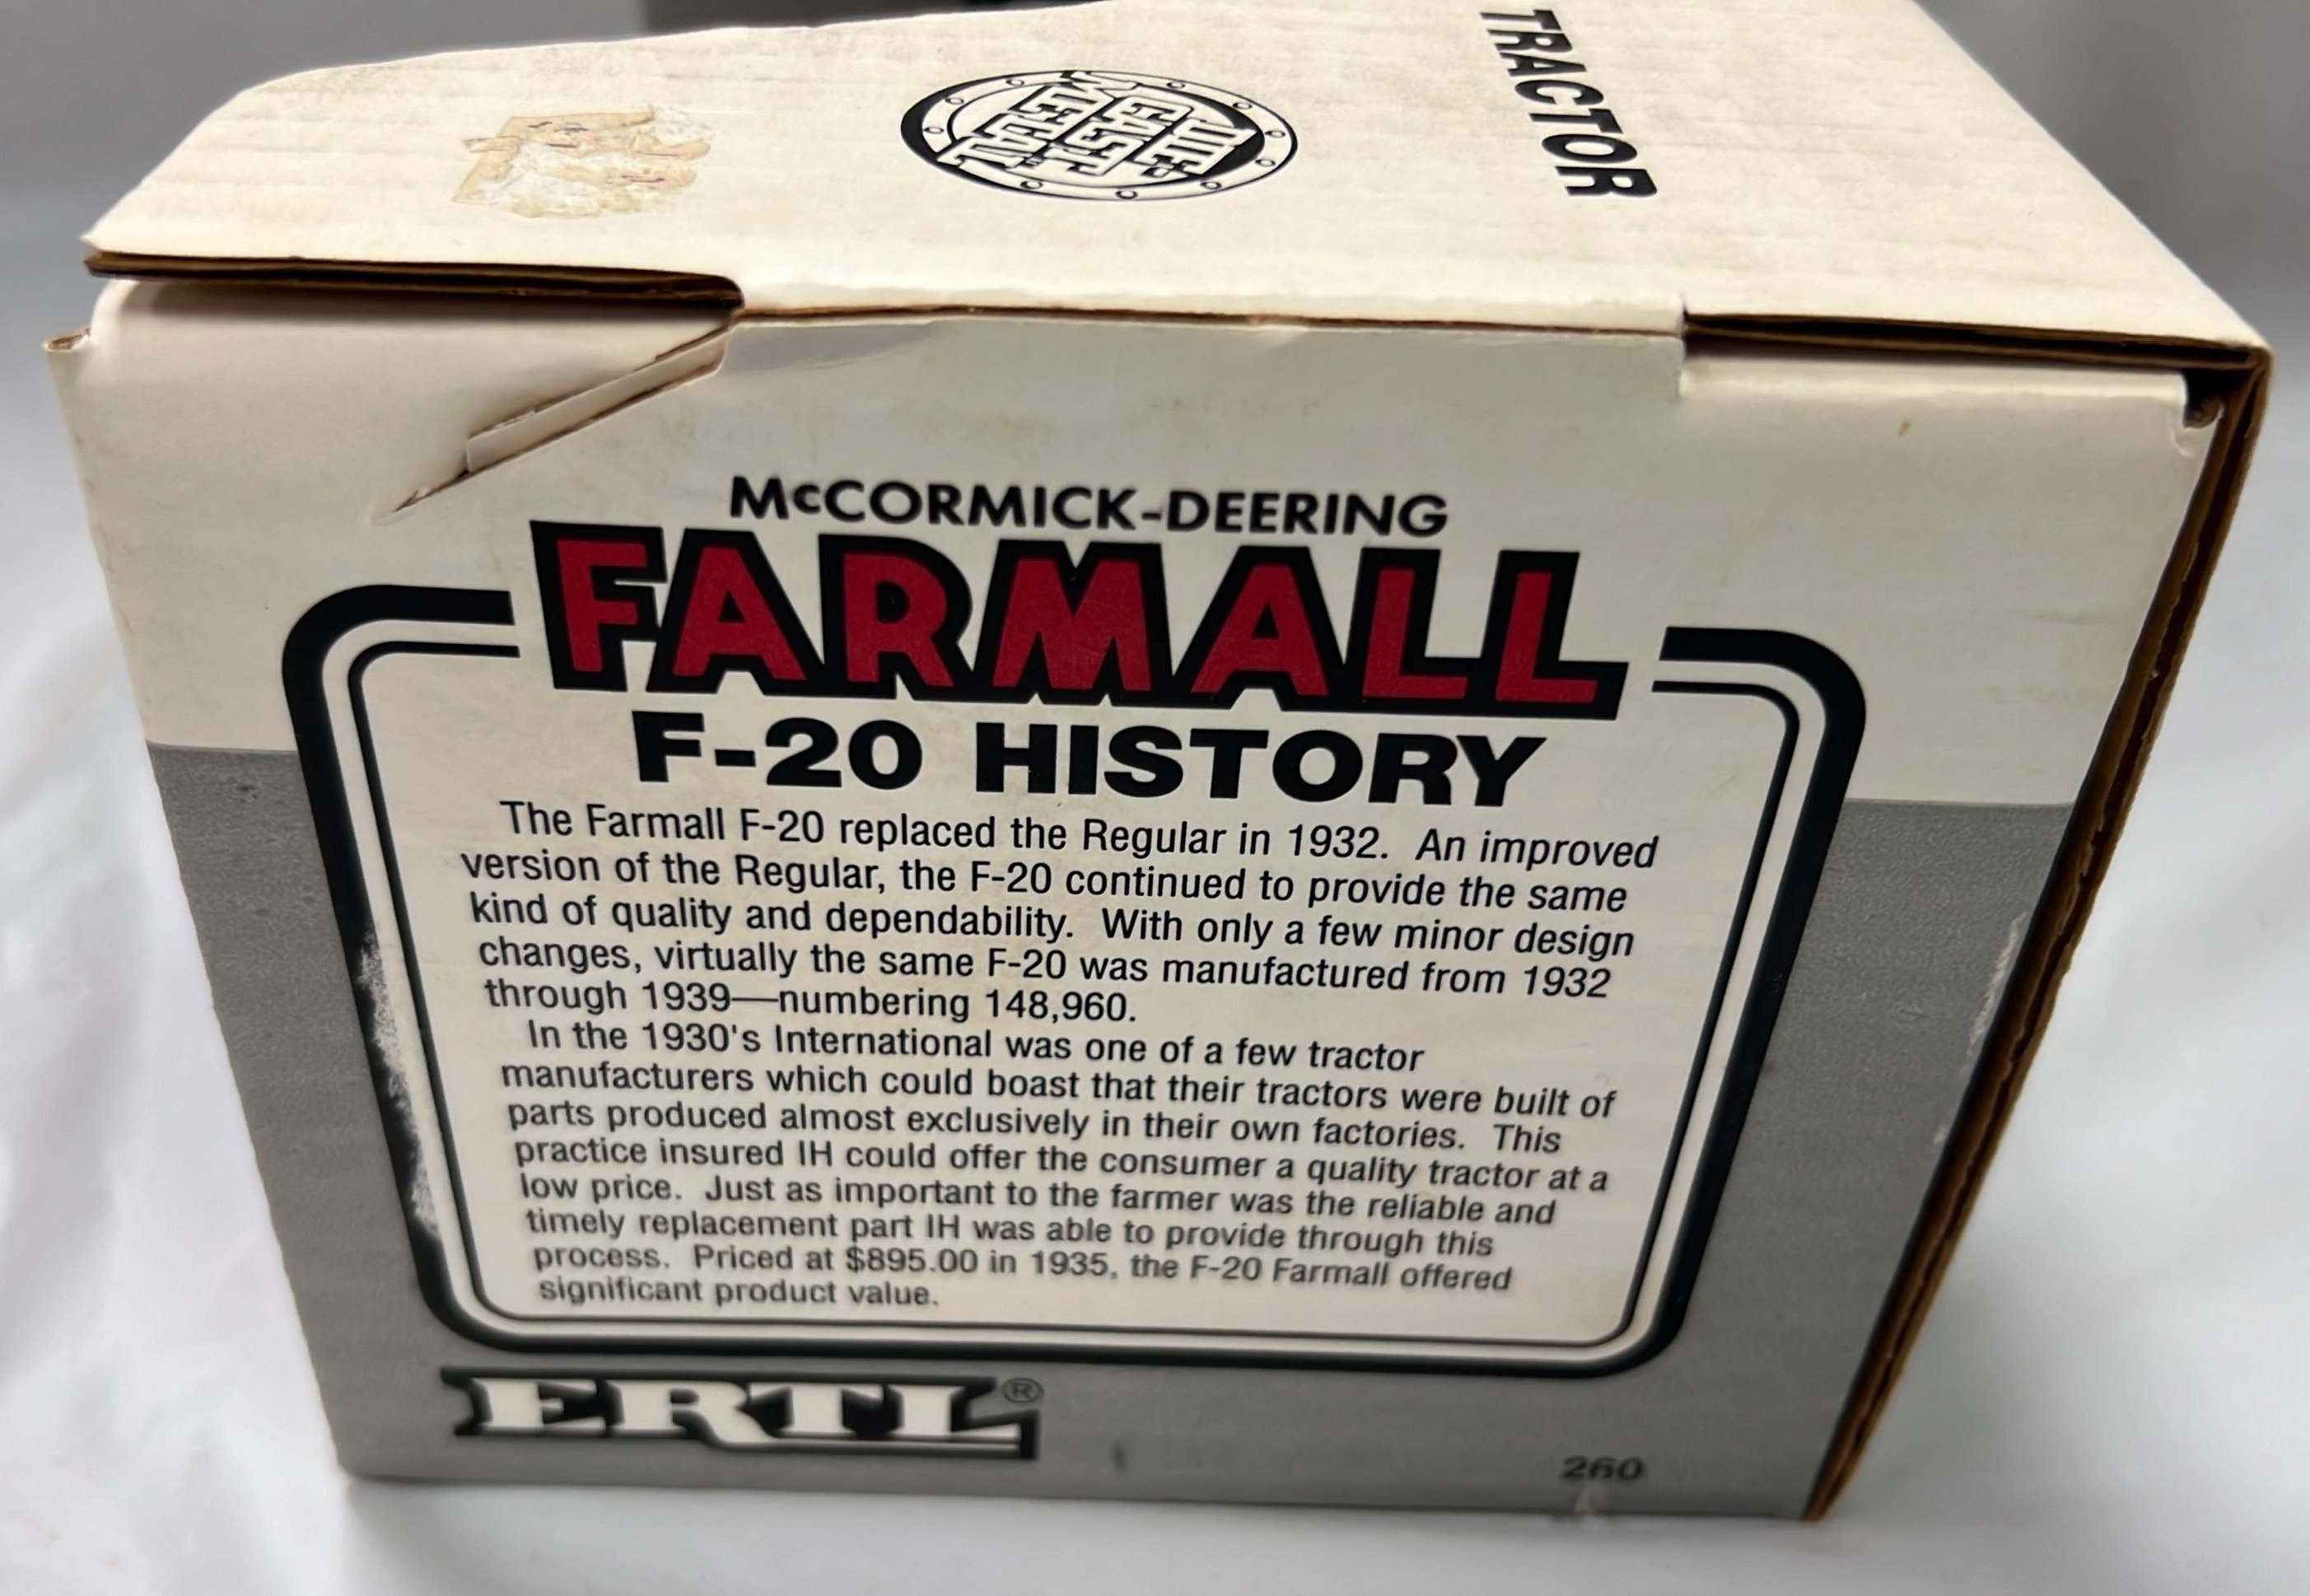 TRACTOR
DIE
CAST
METAL
McCORMICK-DEERING
FARMALL
F-20 HISTORY
The Farmall F-20 replaced the Regular in 1932. An improved
version of the Regular, the F-20 continued to provide the same
kind of quality and dependability. With only a few minor design
changes, virtually the same F-20 was manufactured from 1932
through 1939—numbering 148,960.
In the 1930's International was one of a few tractor
manufacturers which could boast that their tractors were built of
parts produced almost exclusively in their own factories. This
practice insured IH could offer the consumer a quality tractor at a
low price. Just as important to the farmer was the reliable and
timely replacement part IH was able to provide through this
process. Priced at $895.00 in 1935, the F-20 Farmall offered
significant product value.
ERTL®
260